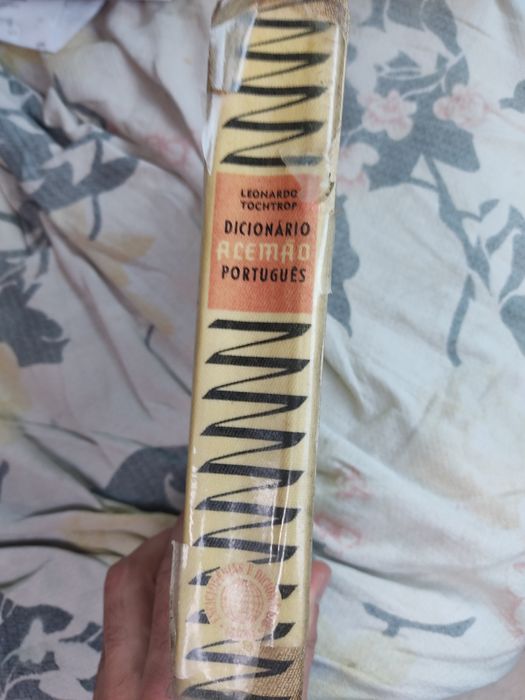 LEONARDO
TOCHTROP
DICIONÁRIO
ALEMÃO
PORTUGUÊS